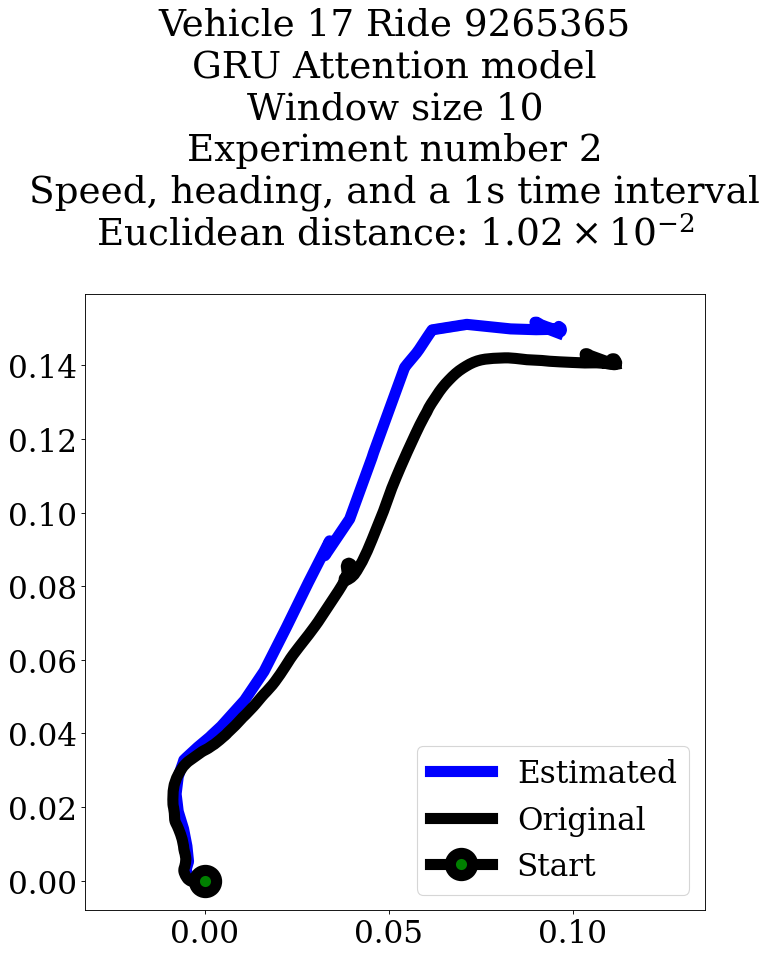 Vehicle 17 Ride 9265365
GRU Attention model
Window size 10
Experiment number 2
Speed, heading, and a 1s time interval
Euclidean distance: 1.02 × 10⁻²
0.14
0.12
0.10
0.08
0.06
0.04
0.02
0.00
Estimated
Original
Start
0.00 0.05 0.10